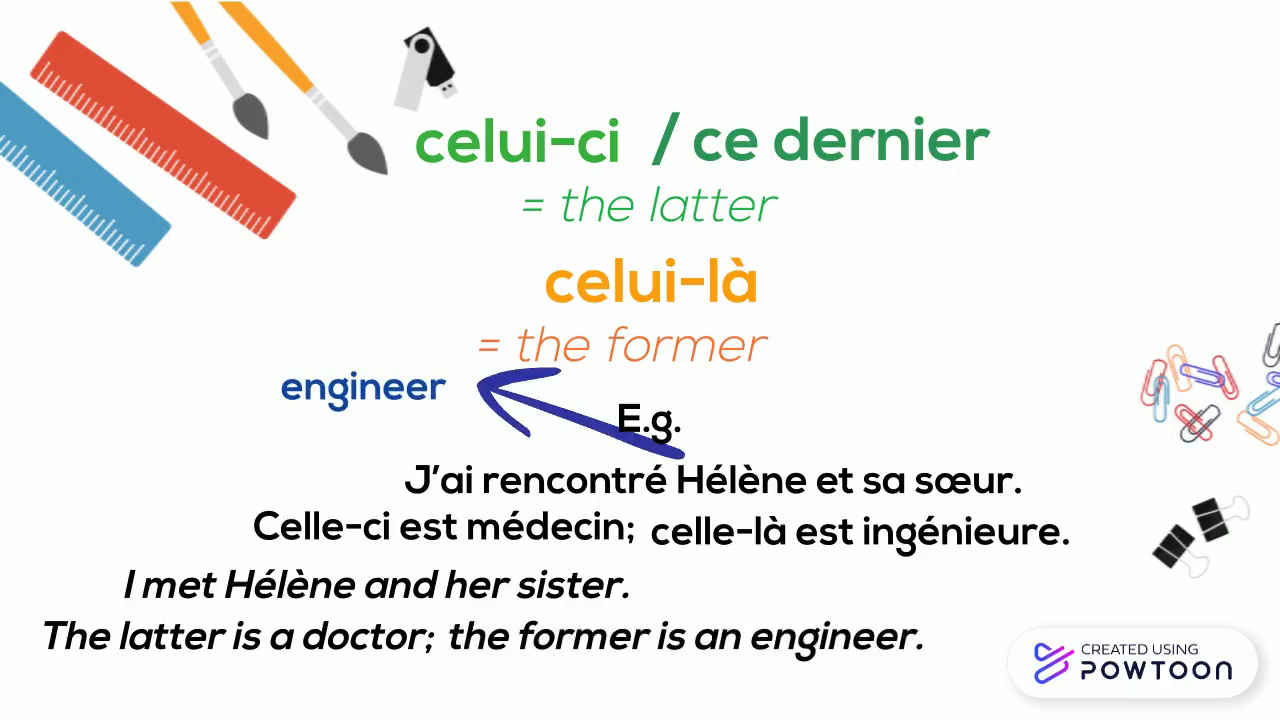 celui-ci / ce dernier
= the latter
celui-là
= the former
engineer
E.g.
J'ai rencontré Hélène et sa sœur.
Celle-ci est médecin; celle-là est ingénieure.
I met Hélène and her sister.
The latter is a doctor; the former is an engineer.
CREATED USING
POWTOON